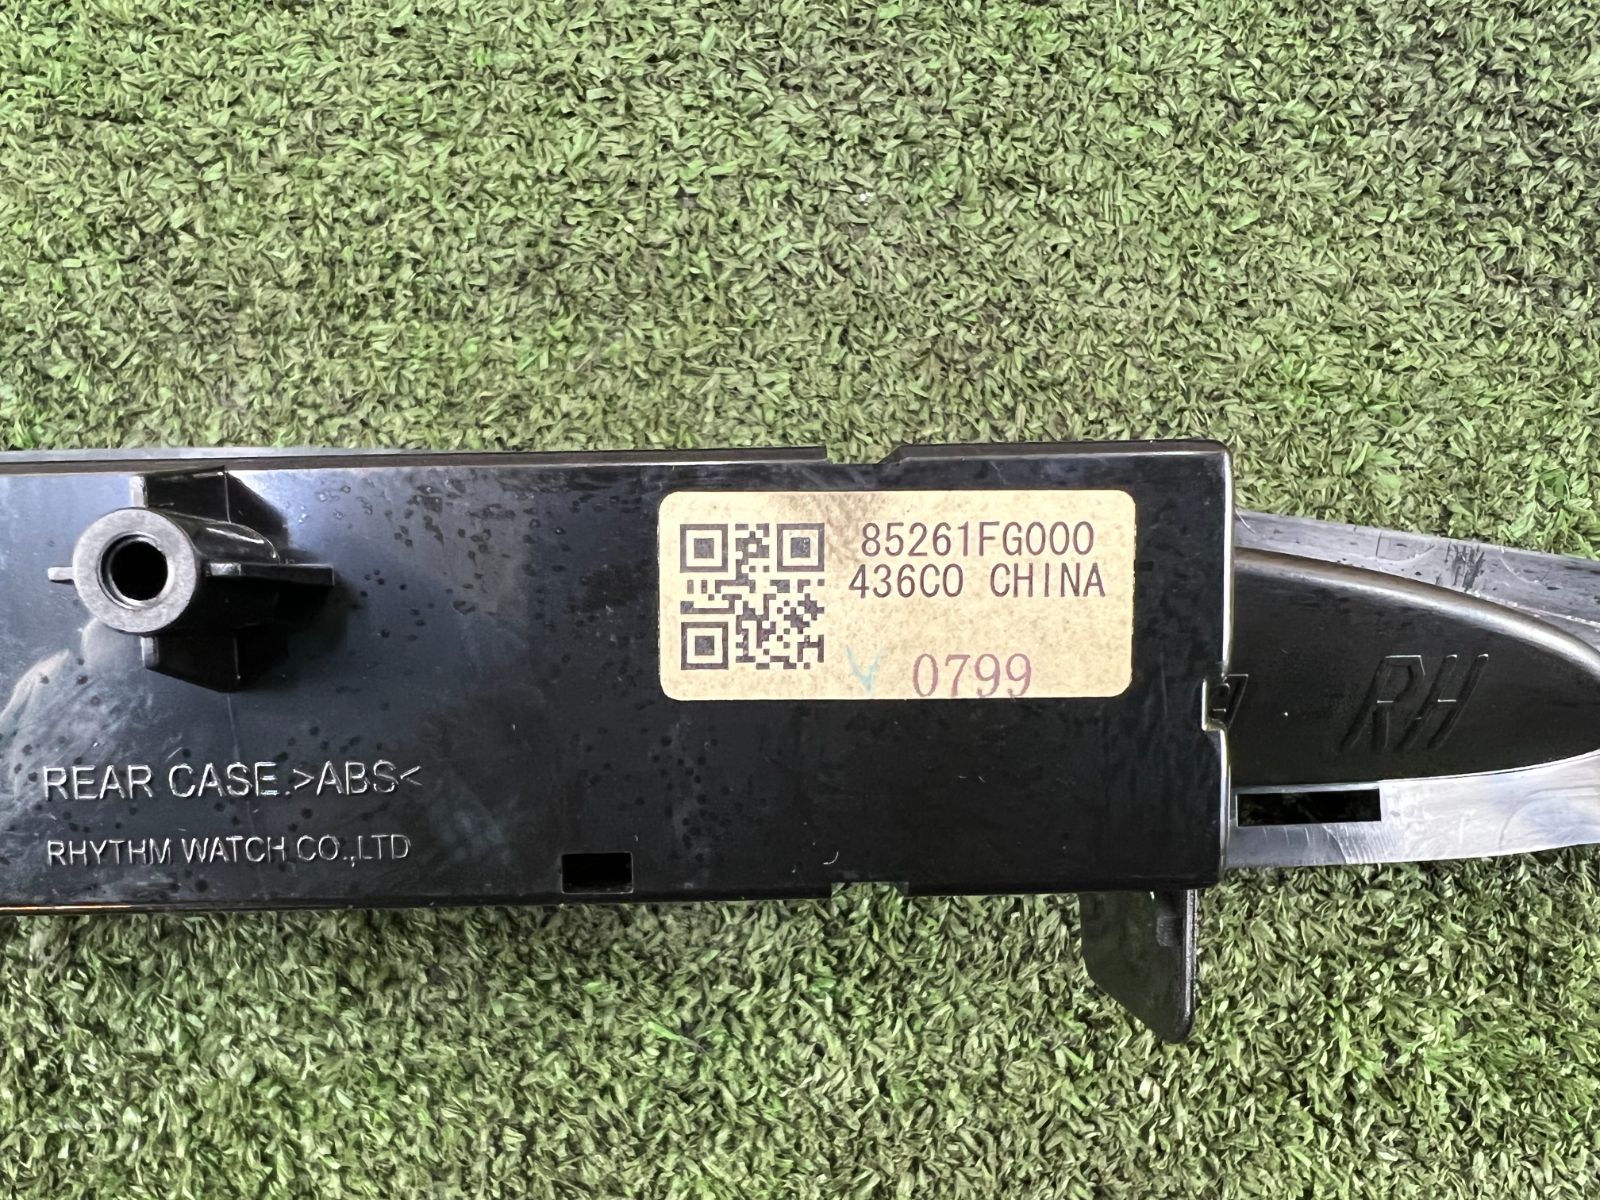 85261FG000
436C0 CHINA
V 0799
RH
REAR CASE >ABS<
RHYTHM WATCH CO.,LTD